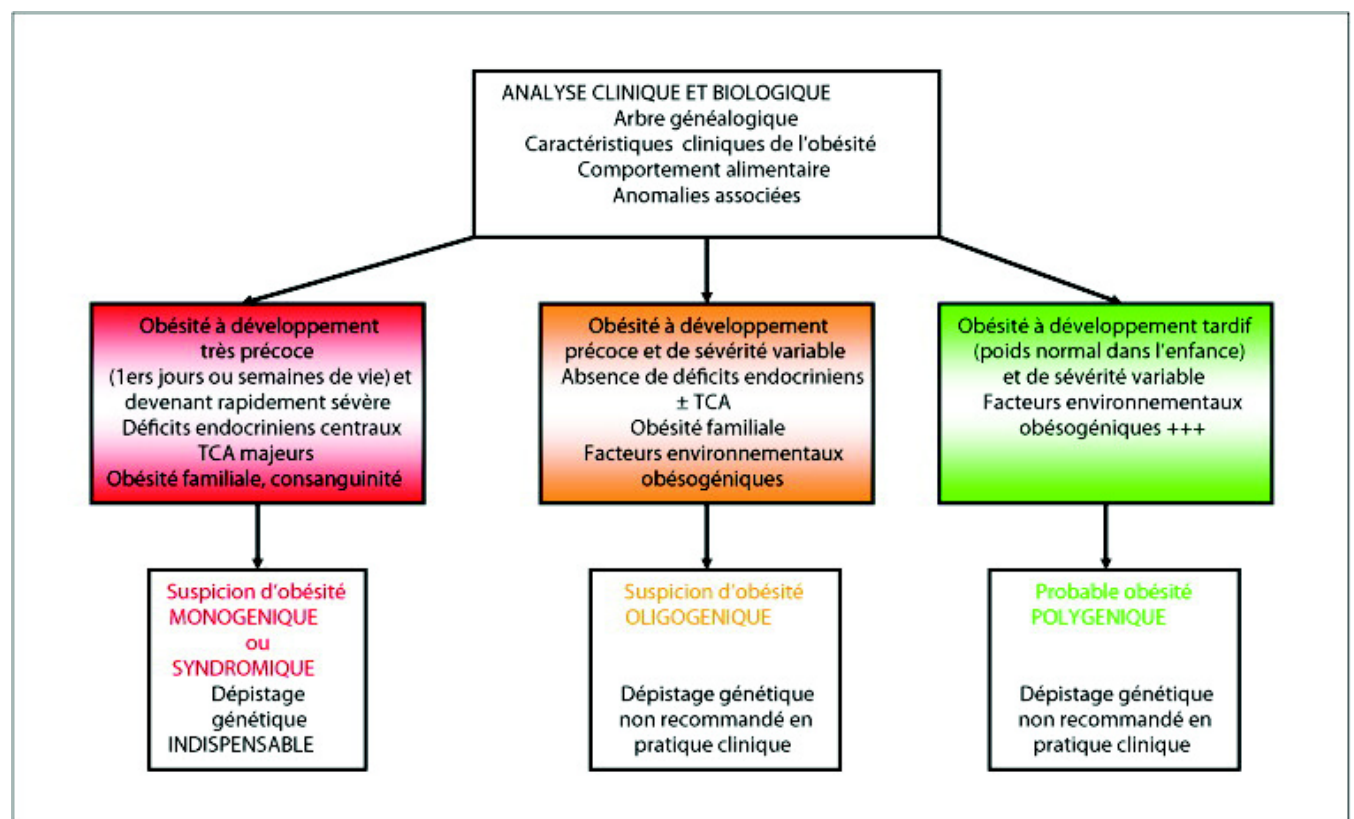 ANALYSE CLINIQUE ET BIOLOGIQUE
Arbre généalogique
Caractéristiques cliniques de l'obésité
Comportement alimentaire
Anomalies associées
Obésité à développement
très précoce
(1ers jours ou semaines de vie) et
devenant rapidement sévère
Déficits endocriniens centraux
TCA majeurs
Obésité familiale, consanguinité
Obésité à développement
précoce et de sévérité variable
Absence de déficits endocriniens
± TCA
Obésité familiale
Facteurs environnementaux
obésogéniques
Obésité à développement tardif
(poids normal dans l'enfance)
et de sévérité variable
Facteurs environnementaux
obésogéniques +++
Suspicion d'obésité
MONOGENIQUE
ou
SYNDROMIQUE
Dépistage
génétique
INDISPENSABLE
Suspicion d'obésité
OLIGOGENIQUE
Dépistage génétique
non recommandé en
pratique clinique
Probable obésité
POLYGENIQUE
Dépistage génétique
non recommandé en
pratique clinique